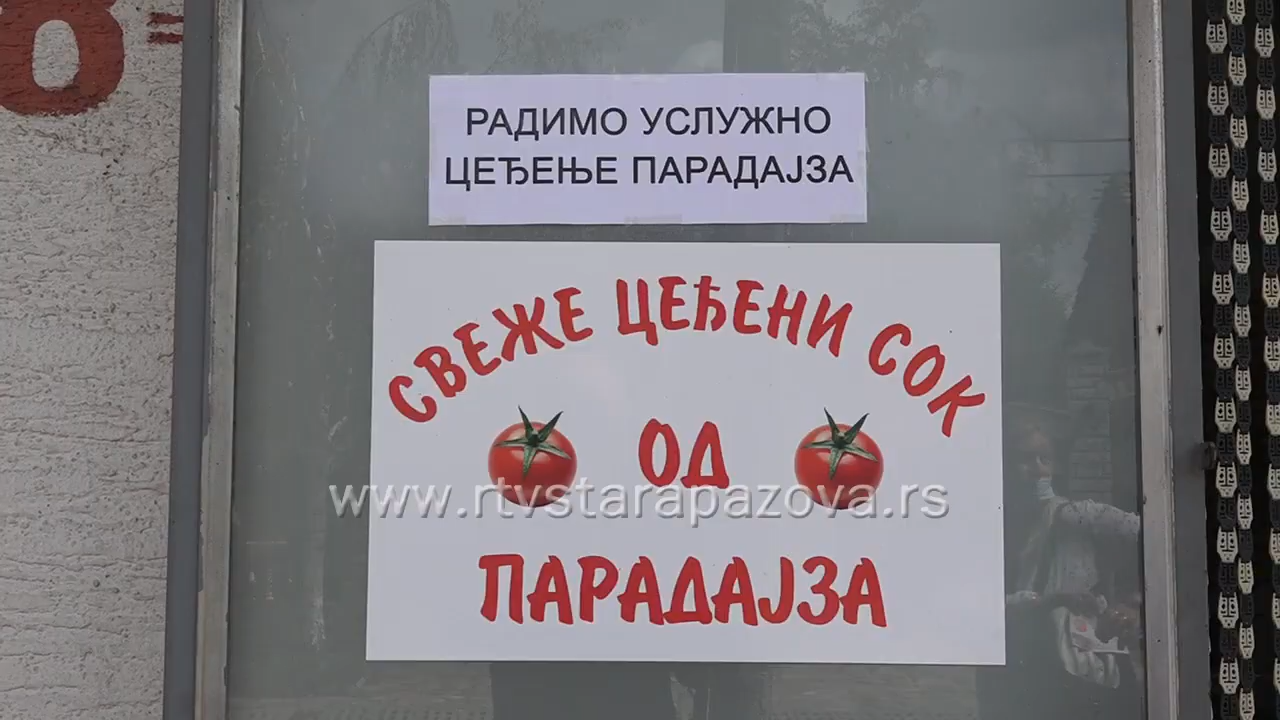 РАДИМО УСЛУЖНО
ЦЕЂЕЊЕ ПАРАДАЈЗА
СВЕЖЕ ЦЕЂЕНИ СОК
ОД
www.rtvstarapazova.rs
ПАРАДАЈЗА